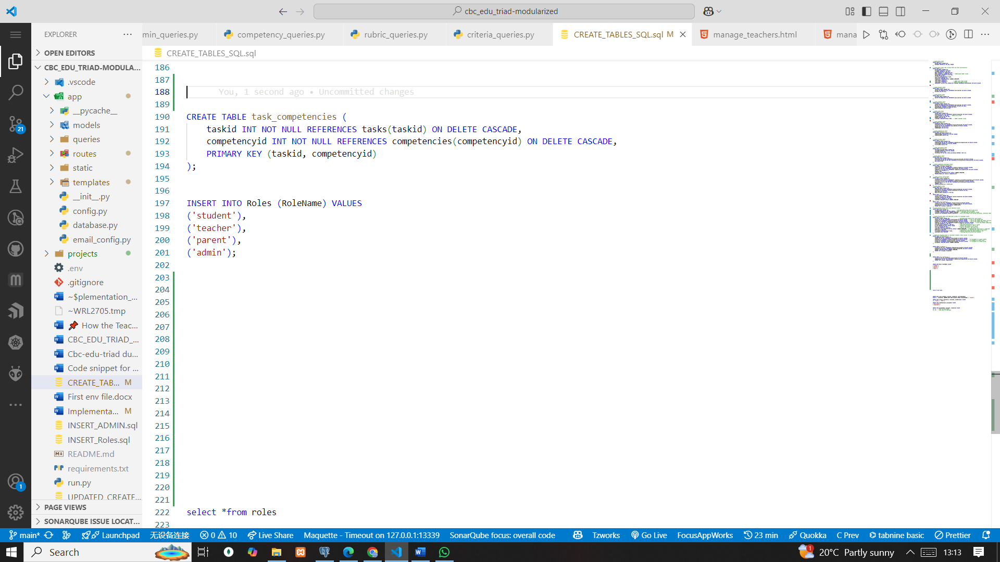 cbc_edu_triad-modularized
EXPLORER
min_queries.py
competency_queries.py
rubric_queries.py
criteria_queries.py
CREATE_TABLES_SQL.sql M
manage_teachers.html
mana
OPEN EDITORS
CREATE_TABLES_SQL.sql
CBC_EDU_TRIAD-MODULA...
.vscode
app
__pycache__
models
queries
routes
static
templates
__init__.py
config.py
database.py
email_config.py
projects
.env
.gitignore
~$plementation_...
~WRL2705.tmp
How the Teac...
CBC_EDU_TRIAD_...
Cbc-edu-triad du...
Code snippet for ...
CREATE_TAB... M
First env file.docx
Implementa... M
INSERT_ADMIN.sql
INSERT_Roles.sql
README.md
requirements.txt
run.py
UPDATED_CREATE...
PAGE VIEWS
SONARQUBE ISSUE LOCAT...
21
1
186
187
188 You, 1 second ago • Uncommitted changes
189
190 CREATE TABLE task_competencies (
191 taskid INT NOT NULL REFERENCES tasks(taskid) ON DELETE CASCADE,
192 competencyid INT NOT NULL REFERENCES competencies(competencyid) ON DELETE CASCADE,
193 PRIMARY KEY (taskid, competencyid)
194 );
195
196
197 INSERT INTO Roles (RoleName) VALUES
198 ('student'),
199 ('teacher'),
200 ('parent'),
201 ('admin');
202
203
204
205
206
207
208
209
210
211
212
213
214
215
216
217
218
219
220
221
222 select *from roles
223
main* Launchpad 无设备连接 0 10 Live Share Maquette - Timeout on 127.0.0.1:13339 SonarQube focus: overall code Tzworks Go Live FocusAppWorks 23 min Quokka C Prev tabnine basic Prettier
Search 1 20°C Partly sunny 13:13